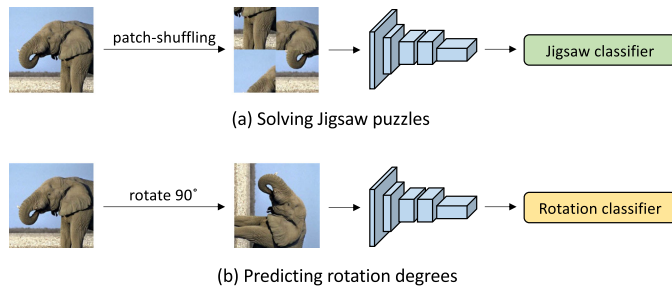 patch-shuffling
Jigsaw classifier
(a) Solving Jigsaw puzzles
rotate 90˚
Rotation classifier
(b) Predicting rotation degrees